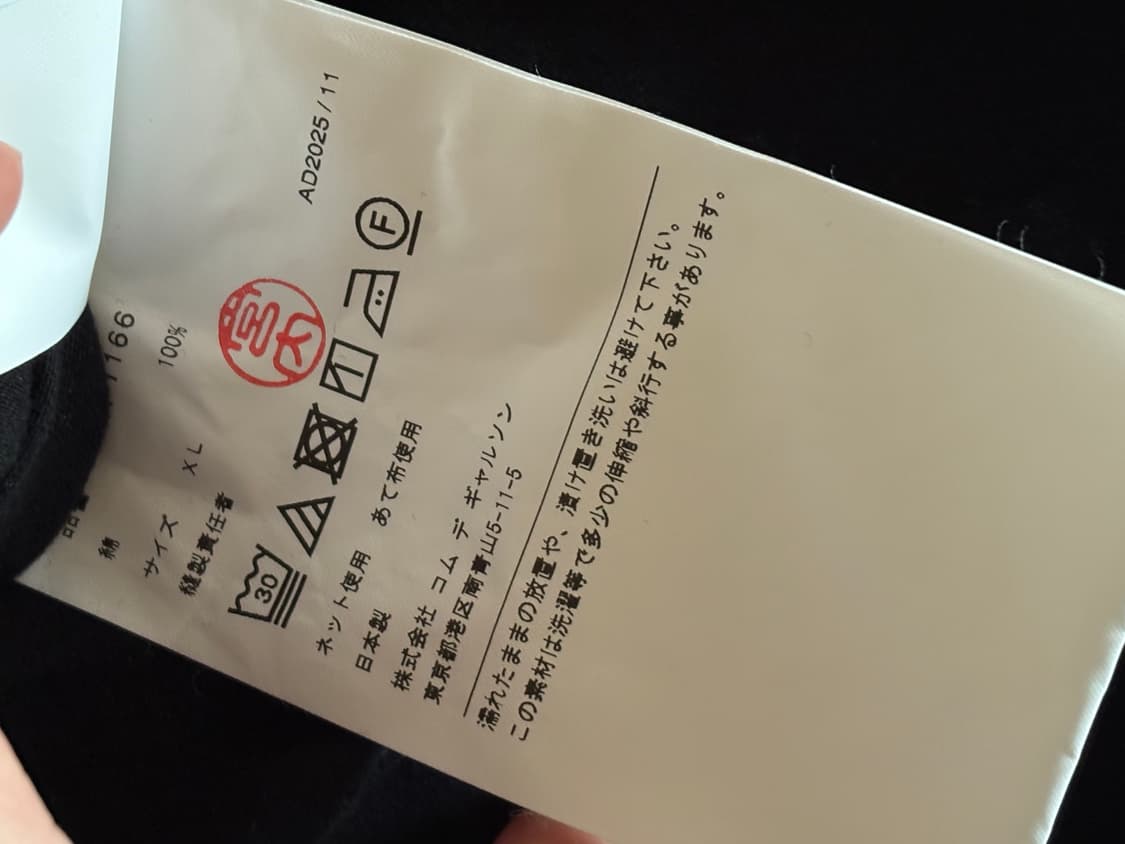 166
綿 100%
サイズ XL
縫製責任者 宮内
AD2025/11
30 F
ネット使用 あて布使用
日本製
株式会社 コム デ ギャルソン
東京都港区南青山5-11-5
濡れたままの放置や、漬け置き洗いは避けて下さい。
この素材は洗濯等で多少の伸縮や斜行する事があります。